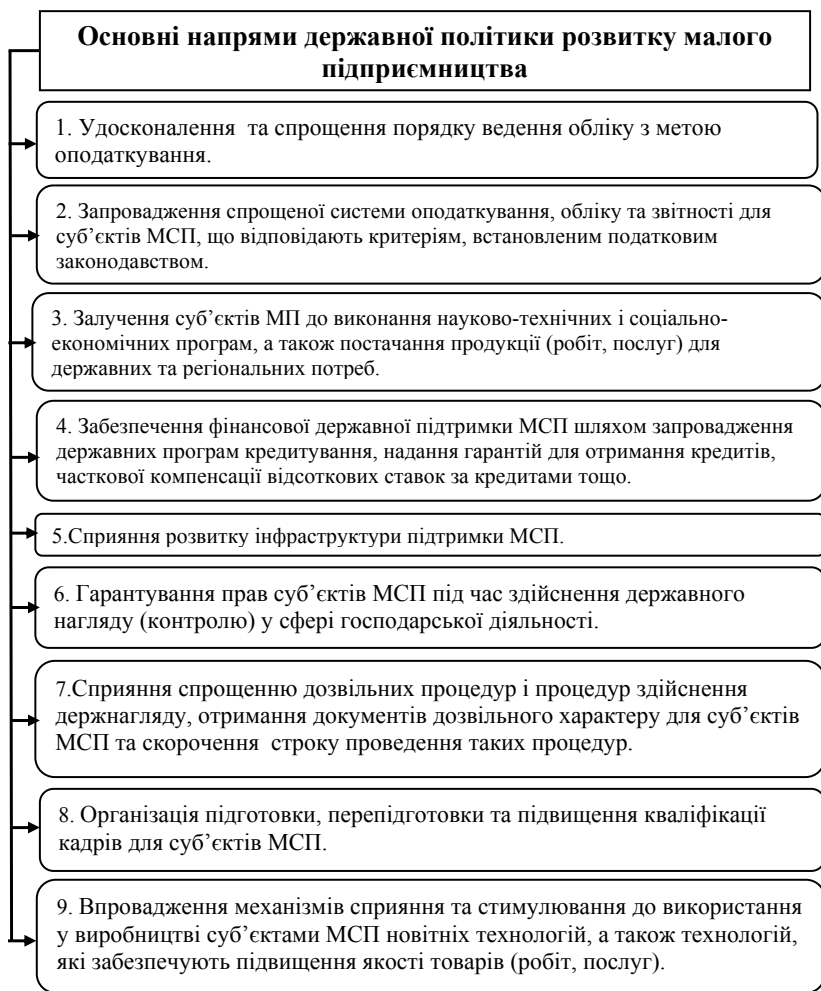 Основні напрями державної політики розвитку малого
підприємництва
1. Удосконалення та спрощення порядку ведення обліку з метою
оподаткування.
2. Запровадження спрощеної системи оподаткування, обліку та звітності для
суб’єктів МСП, що відповідають критеріям, встановленим податковим
законодавством.
3. Залучення суб’єктів МП до виконання науково-технічних і соціально-
економічних програм, а також постачання продукції (робіт, послуг) для
державних та регіональних потреб.
4. Забезпечення фінансової державної підтримки МСП шляхом запровадження
державних програм кредитування, надання гарантій для отримання кредитів,
часткової компенсації відсоткових ставок за кредитами тощо.
5.Сприяння розвитку інфраструктури підтримки МСП.
6. Гарантування прав суб’єктів МСП під час здійснення державного
нагляду (контролю) у сфері господарської діяльності.
7.Сприяння спрощенню дозвільних процедур і процедур здійснення
держнагляду, отримання документів дозвільного характеру для суб’єктів
МСП та скорочення строку проведення таких процедур.
8. Організація підготовки, перепідготовки та підвищення кваліфікації
кадрів для суб’єктів МСП.
9. Впровадження механізмів сприяння та стимулювання до використання
у виробництві суб’єктами МСП новітніх технологій, а також технологій,
які забезпечують підвищення якості товарів (робіт, послуг).